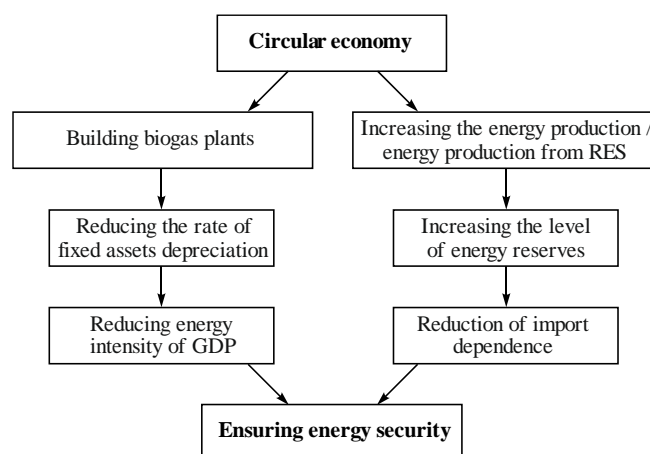 Circular economy
Building biogas plants
Increasing the energy production /
energy production from RES
Reducing the rate of
fixed assets depreciation
Increasing the level
of energy reserves
Reducing energy
intensity of GDP
Reduction of import
dependence
Ensuring energy security